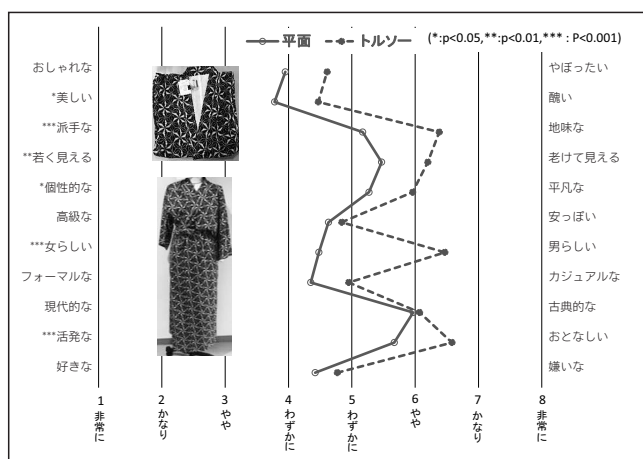 平面 トルソー (*:p<0.05,**:p<0.01,*** : P<0.001)
おしゃれな やぼったい
*美しい 醜い
***派手な 地味な
**若く見える 老けて見える
*個性的な 平凡な
高級な 安っぽい
***女らしい 男らしい
フォーマルな カジュアルな
現代的な 古典的な
***活発な おとなしい
好きな 嫌いな
1 2 3 4 5 6 7 8
非常に かなり やや わずかに わずかに やや かなり 非常に